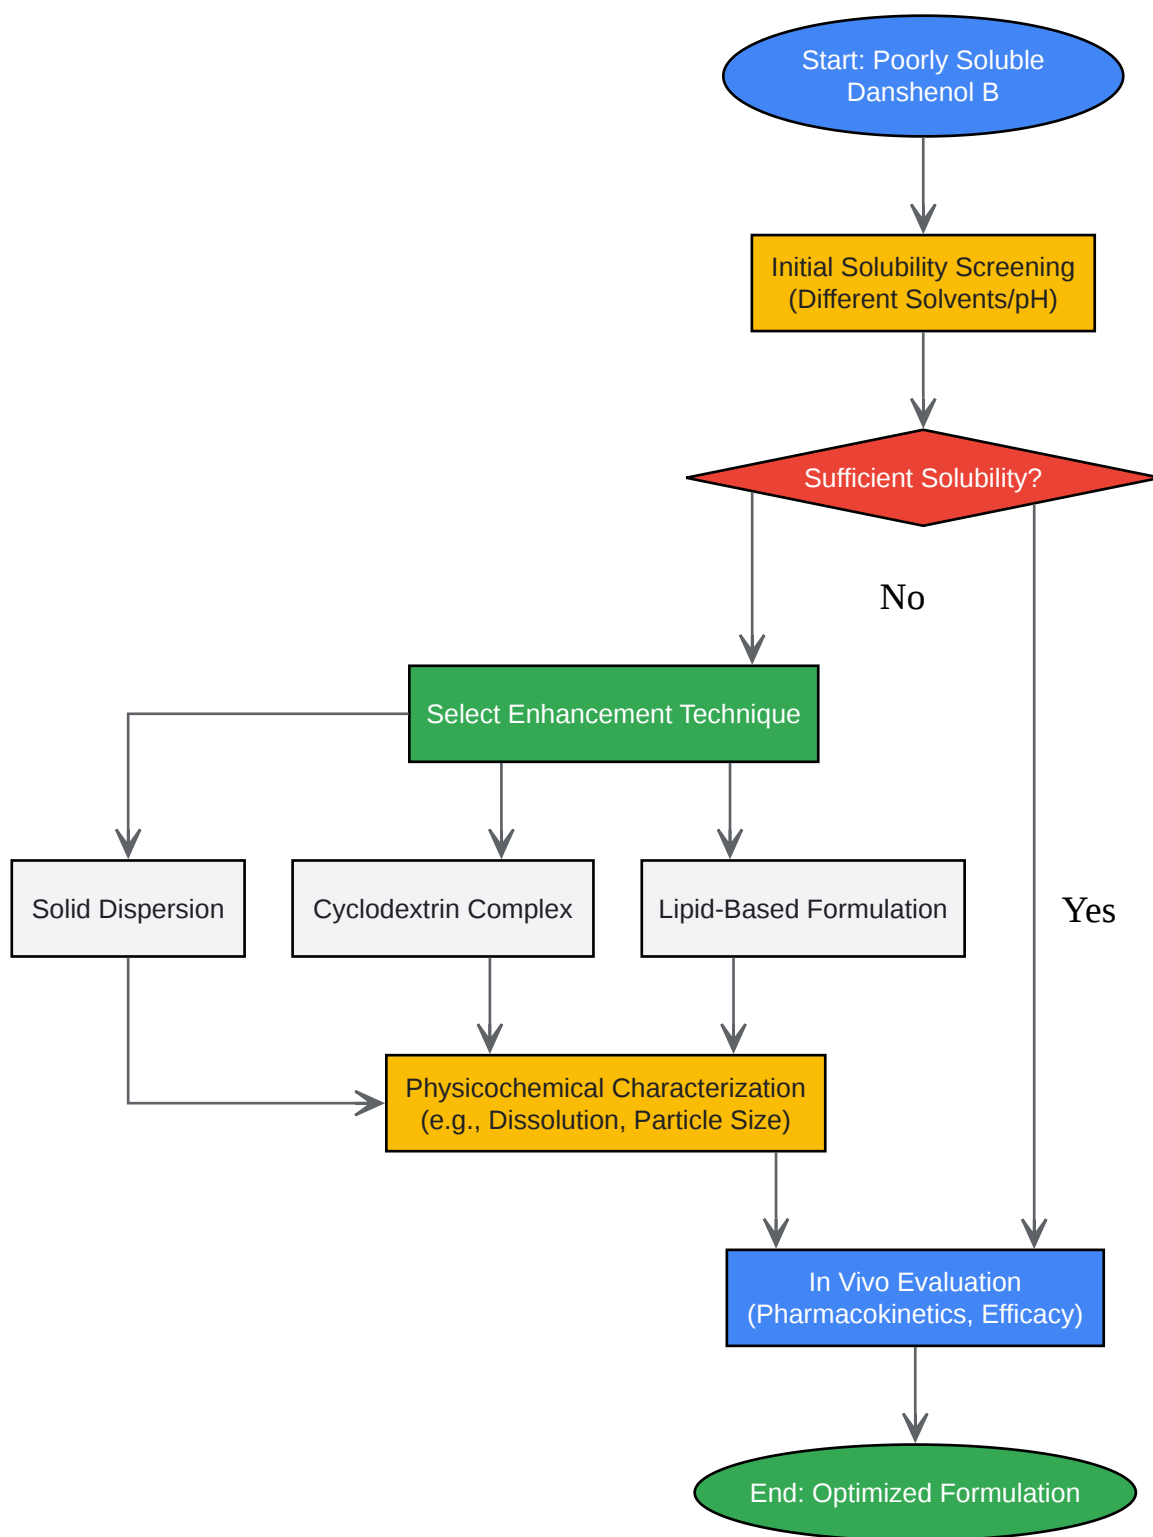 Start: Poorly Soluble
Danshenol B
Initial Solubility Screening
(Different Solvents/pH)
Sufficient Solubility?
No
Select Enhancement Technique
Solid Dispersion
Cyclodextrin Complex
Lipid-Based Formulation
Yes
Physicochemical Characterization
(e.g., Dissolution, Particle Size)
In Vivo Evaluation
(Pharmacokinetics, Efficacy)
End: Optimized Formulation